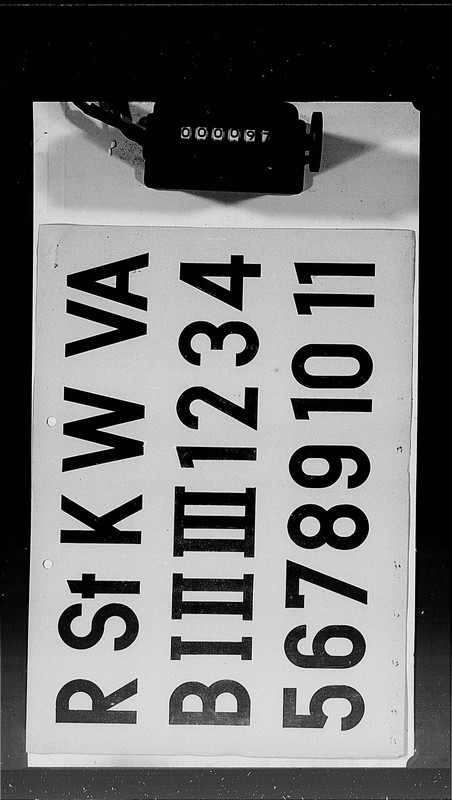 000097
R St K W VA
B I II III 1 2 3 4
5 6 7 8 9 10 11